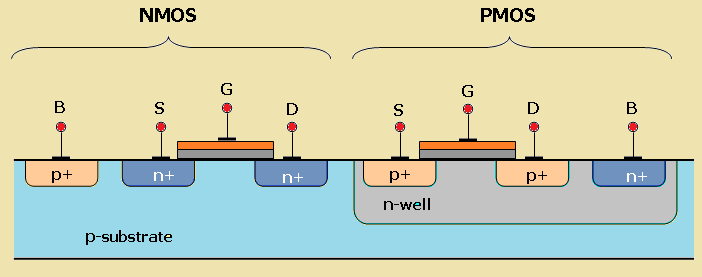 NMOS
PMOS
B
S
G
D
S
G
D
B
p+
n+
n+
p+
p+
n+
n-well
p-substrate